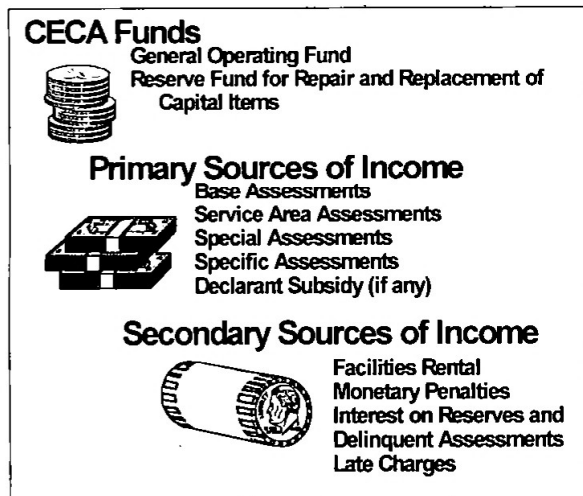 CECA Funds
General Operating Fund
Reserve Fund for Repair and Replacement of
Capital Items
Primary Sources of Income
Base Assessments
Service Area Assessments
Special Assessments
Specific Assessments
Declarant Subsidy (if any)
Secondary Sources of Income
Facilities Rental
Monetary Penalties
Interest on Reserves and
Delinquent Assessments
Late Charges